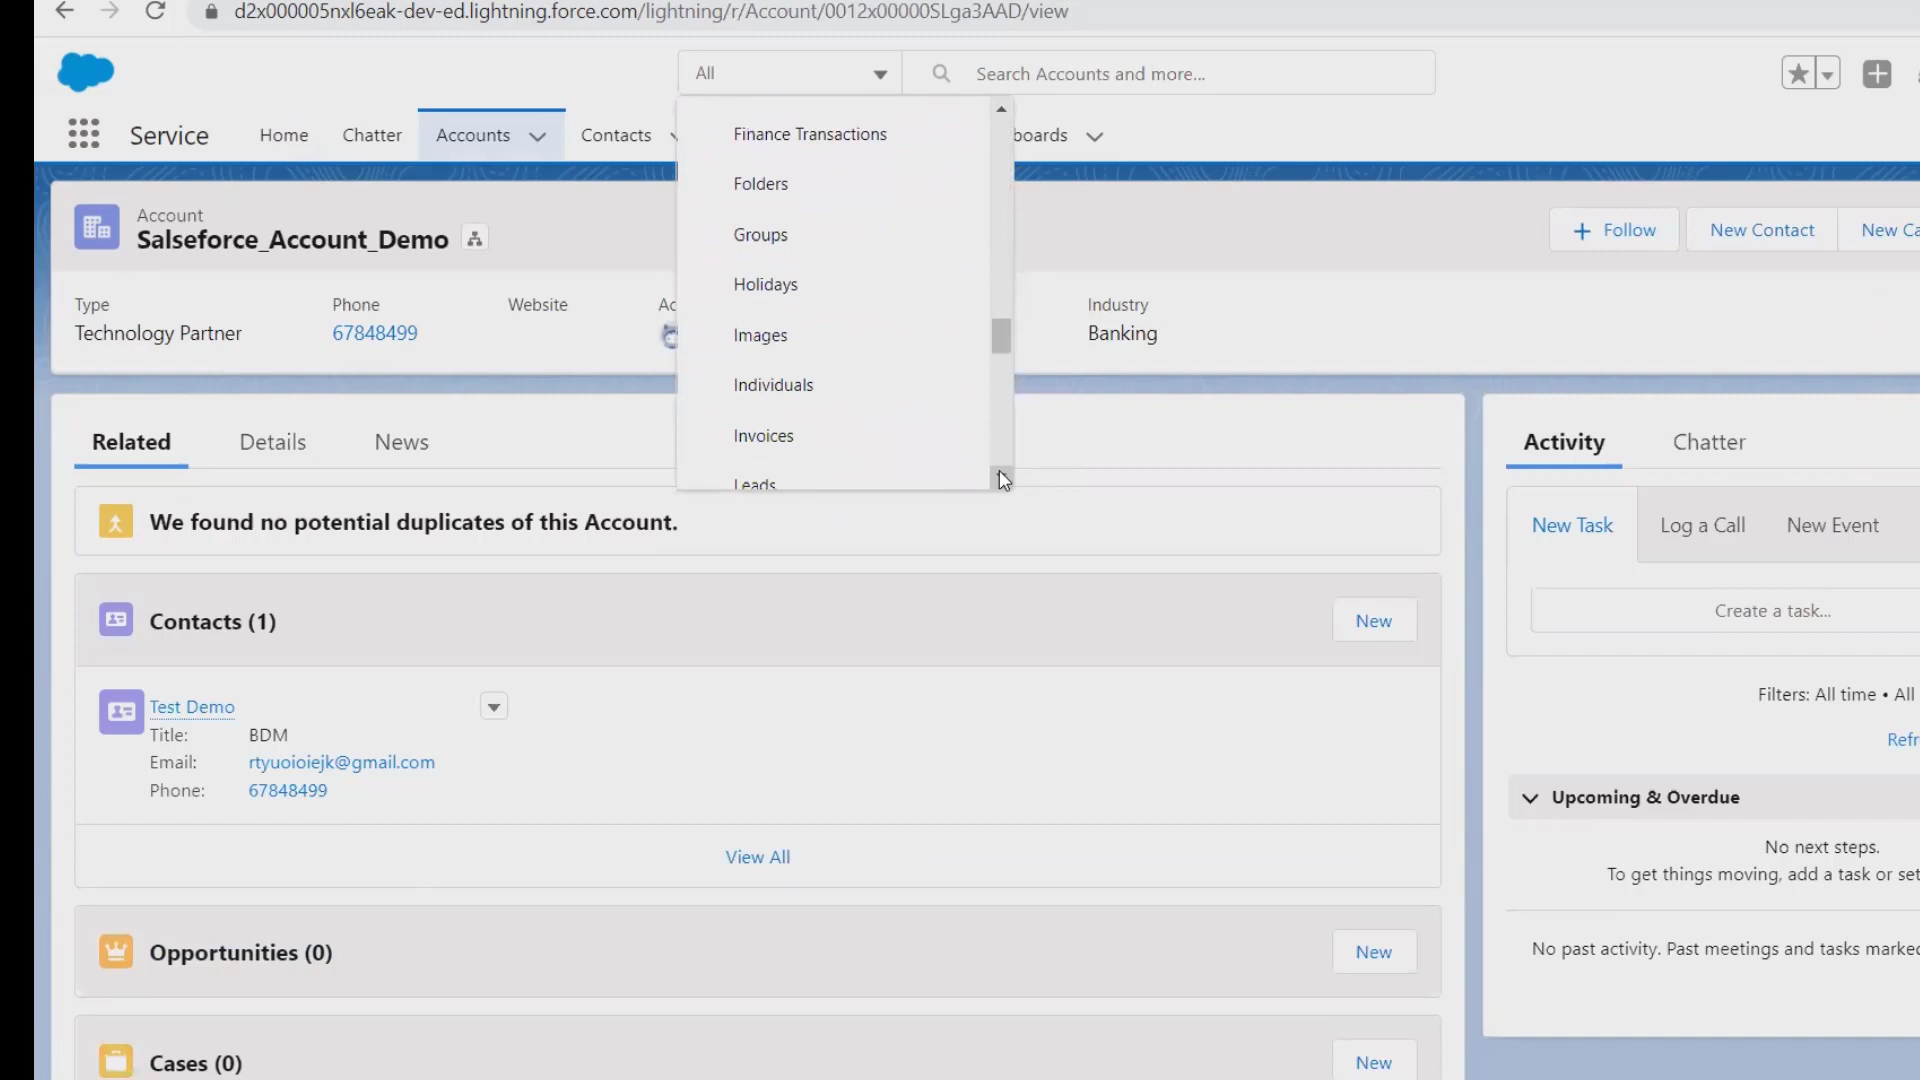 d2x000005nxl6eak-dev-ed.lightning.force.com/lightning/r/Account/0012x00000SLga3AAD/view
All
Search Accounts and more...
Service
Home
Chatter
Accounts
Contacts
boards
Finance Transactions
Folders
Groups
Holidays
Images
Individuals
Invoices
Leads
Account
Salseforce_Account_Demo
Follow
New Contact
New Ca
Type
Phone
Website
Ac
Industry
Technology Partner
67848499
Banking
Related
Details
News
Activity
Chatter
We found no potential duplicates of this Account.
New Task
Log a Call
New Event
Create a task...
Contacts (1)
New
Test Demo
Title: BDM
Email: rtyuoioiejk@gmail.com
Phone: 67848499
View All
Filters: All time • All
Refr
Upcoming & Overdue
No next steps.
To get things moving, add a task or set
No past activity. Past meetings and tasks marked
Opportunities (0)
New
Cases (0)
New